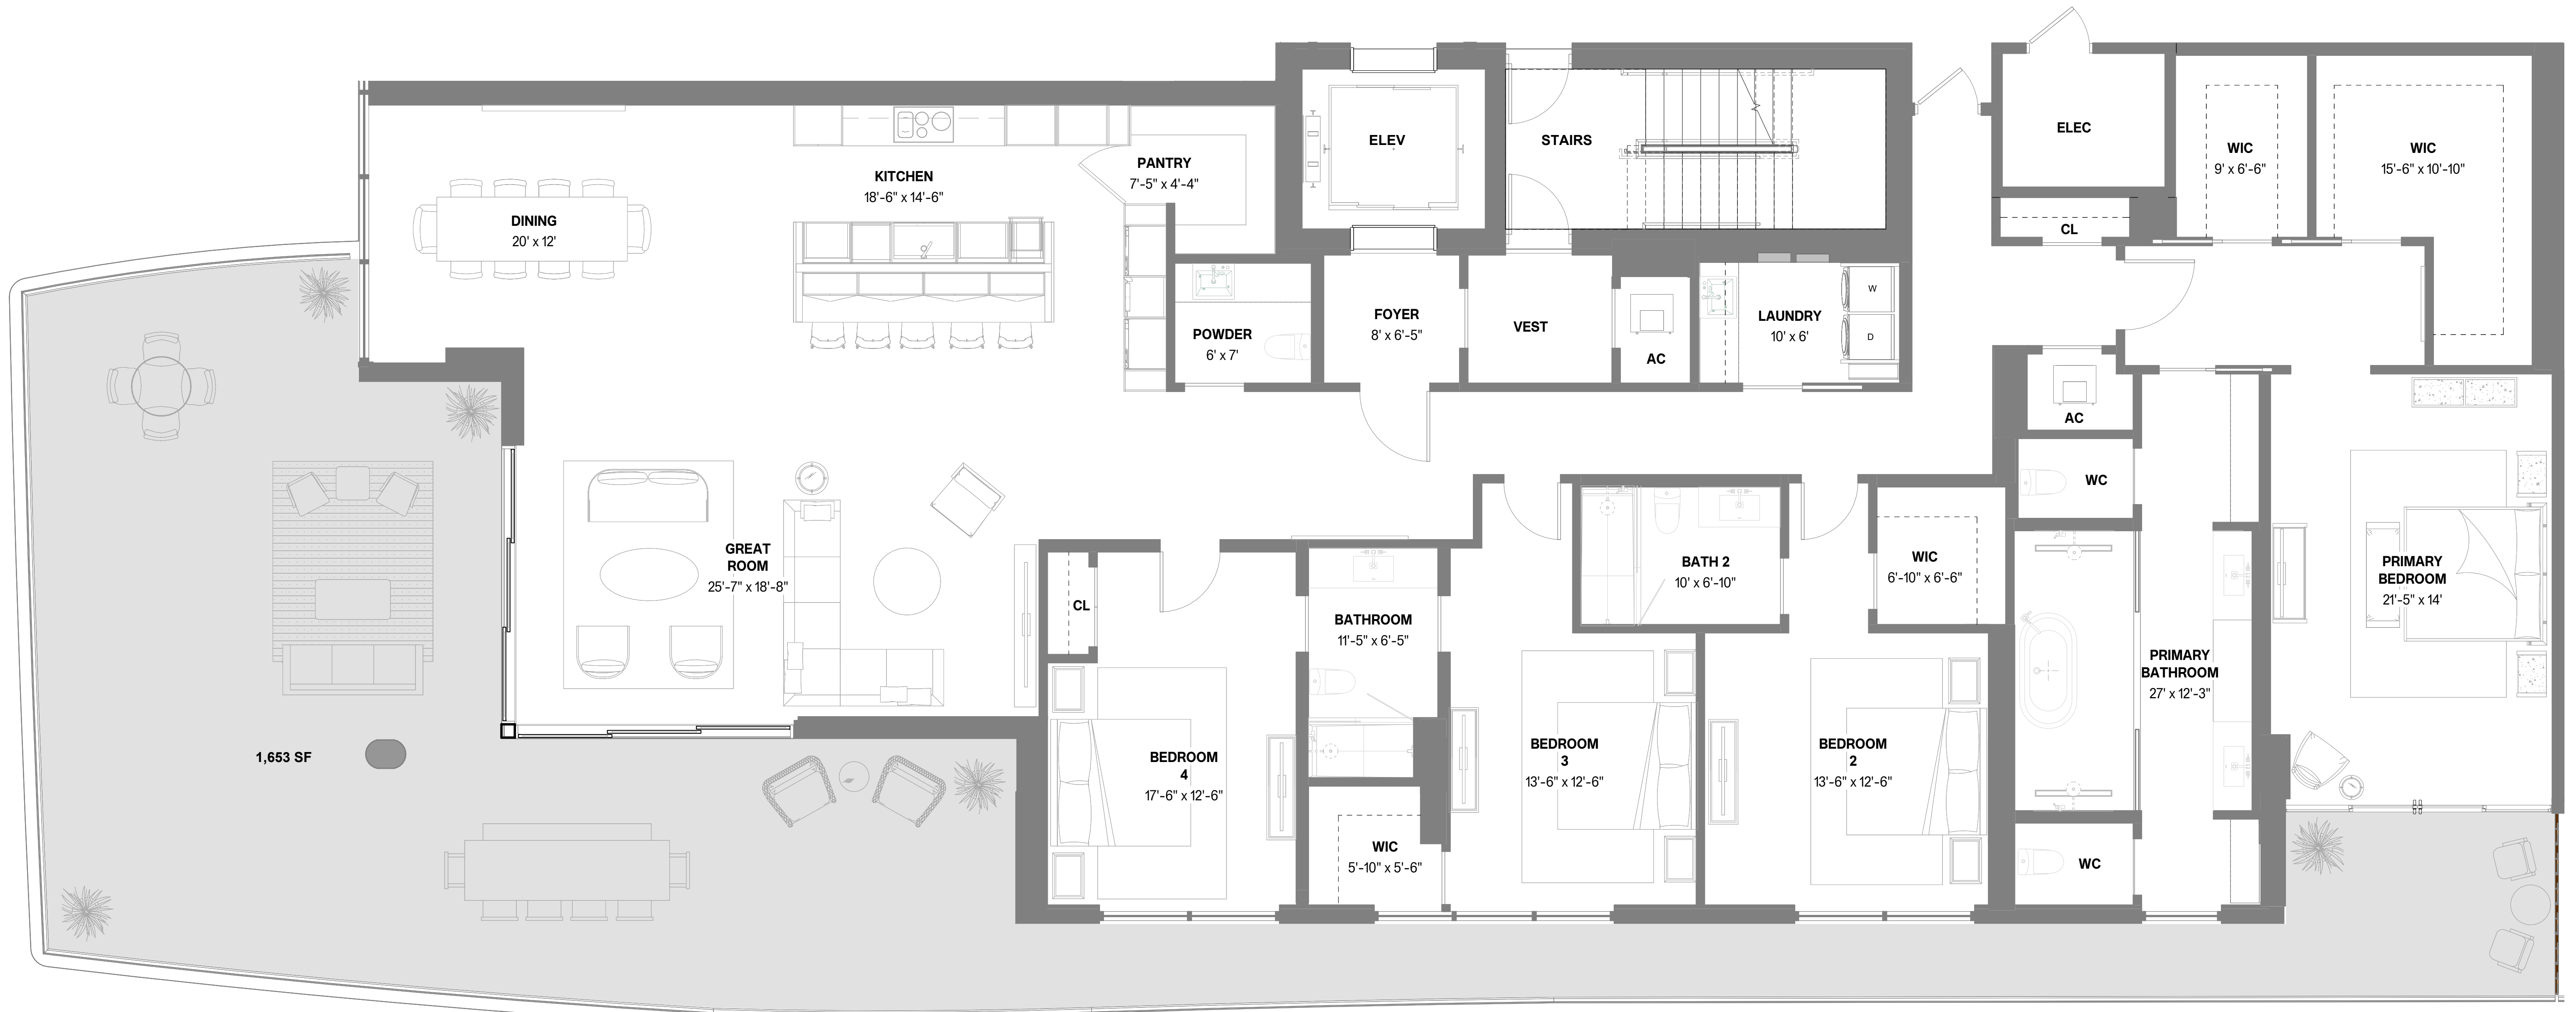 ELEV
STAIRS
ELEC
WIC
9' x 6'-6"
WIC
15'-6" x 10'-10"
PANTRY
7'-5" x 4'-4"
KITCHEN
18'-6" x 14'-6"
DINING
20' x 12'
CL
POWDER
6' x 7'
FOYER
8' x 6'-5"
VEST
AC
LAUNDRY
10' x 6'
W
D
AC
WC
GREAT
ROOM
25'-7" x 18'-8"
CL
BATHROOM
11'-5" x 6'-5"
BATH 2
10' x 6'-10"
WIC
6'-10" x 6'-6"
PRIMARY
BEDROOM
21'-5" x 14'
PRIMARY
BATHROOM
27' x 12'-3"
1,653 SF
BEDROOM
4
17'-6" x 12'-6"
BEDROOM
3
13'-6" x 12'-6"
BEDROOM
2
13'-6" x 12'-6"
WIC
5'-10" x 5'-6"
WC